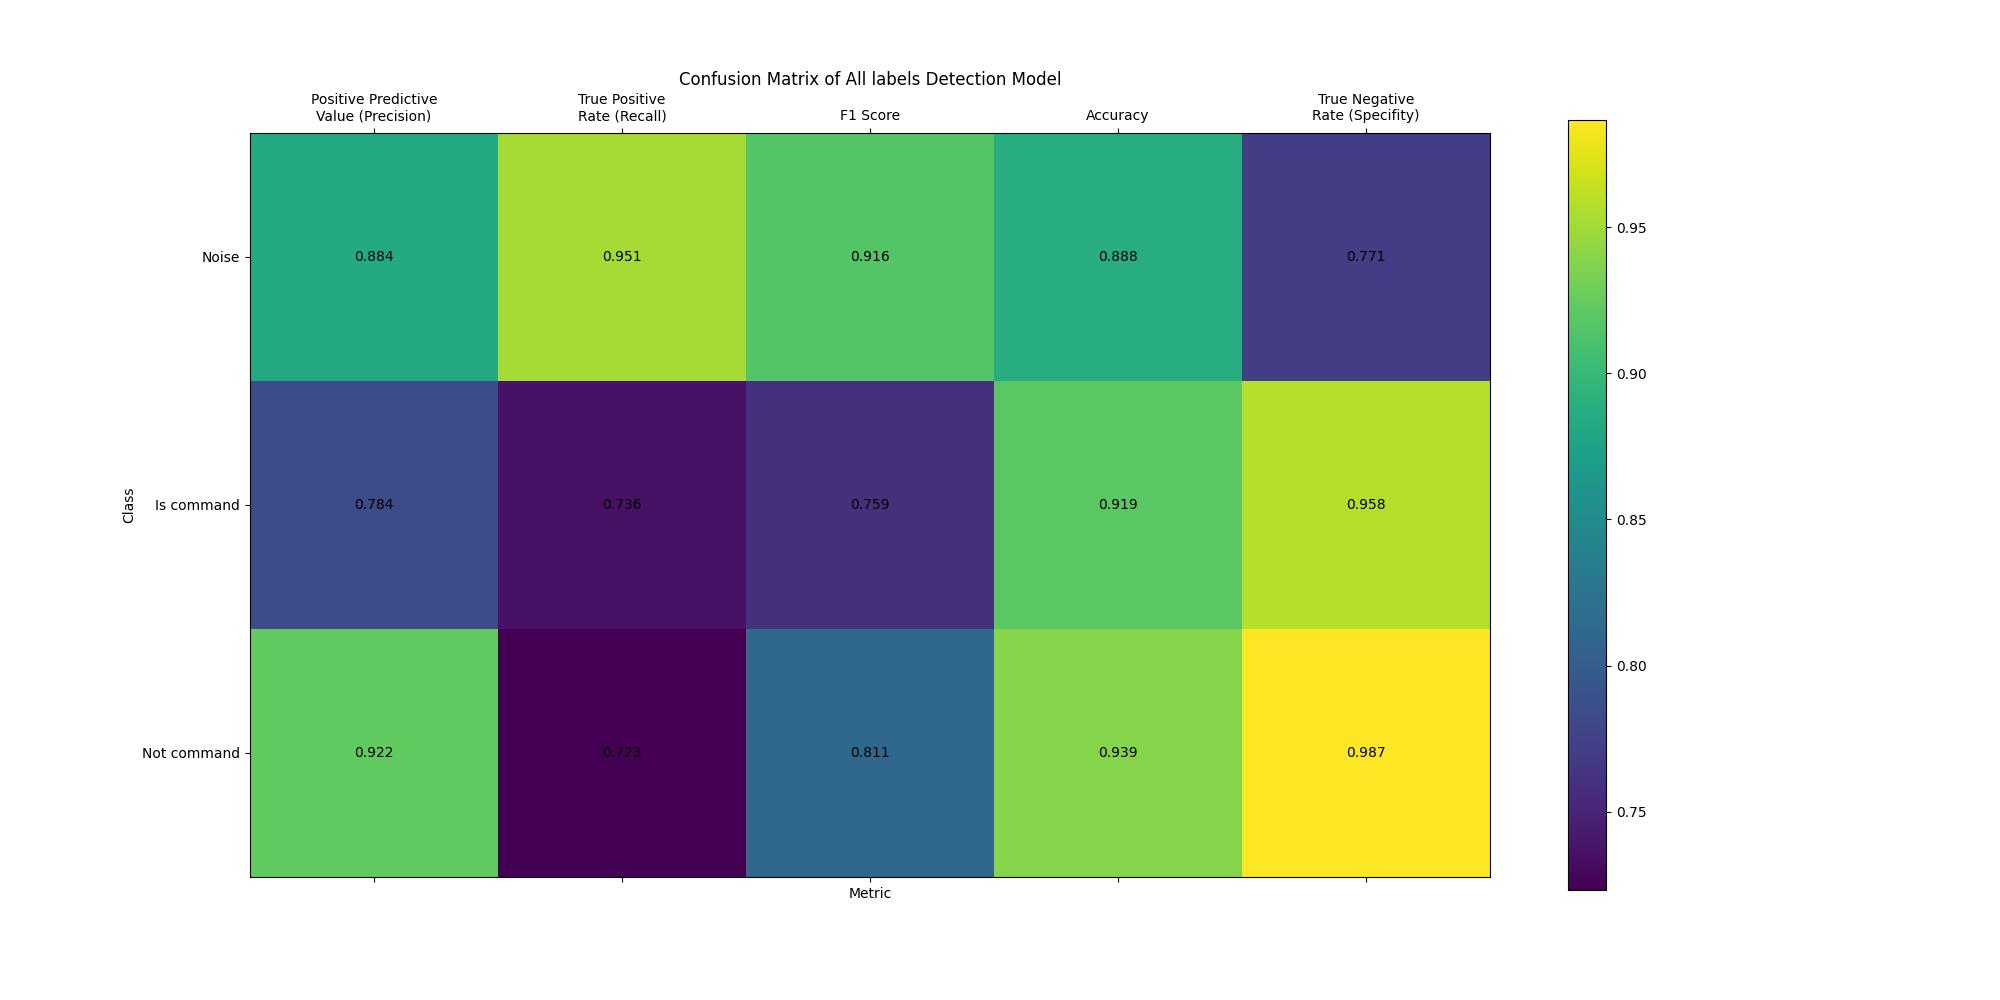 Confusion Matrix of All labels Detection Model
Positive Predictive
Value (Precision)
True Positive
Rate (Recall)
F1 Score
Accuracy
True Negative
Rate (Specifity)
Noise
0.884
0.951
0.916
0.888
0.771
Class
Is command
0.784
0.736
0.759
0.919
0.958
Not command
0.922
0.723
0.811
0.939
0.987
Metric
0.95
0.90
0.85
0.80
0.75